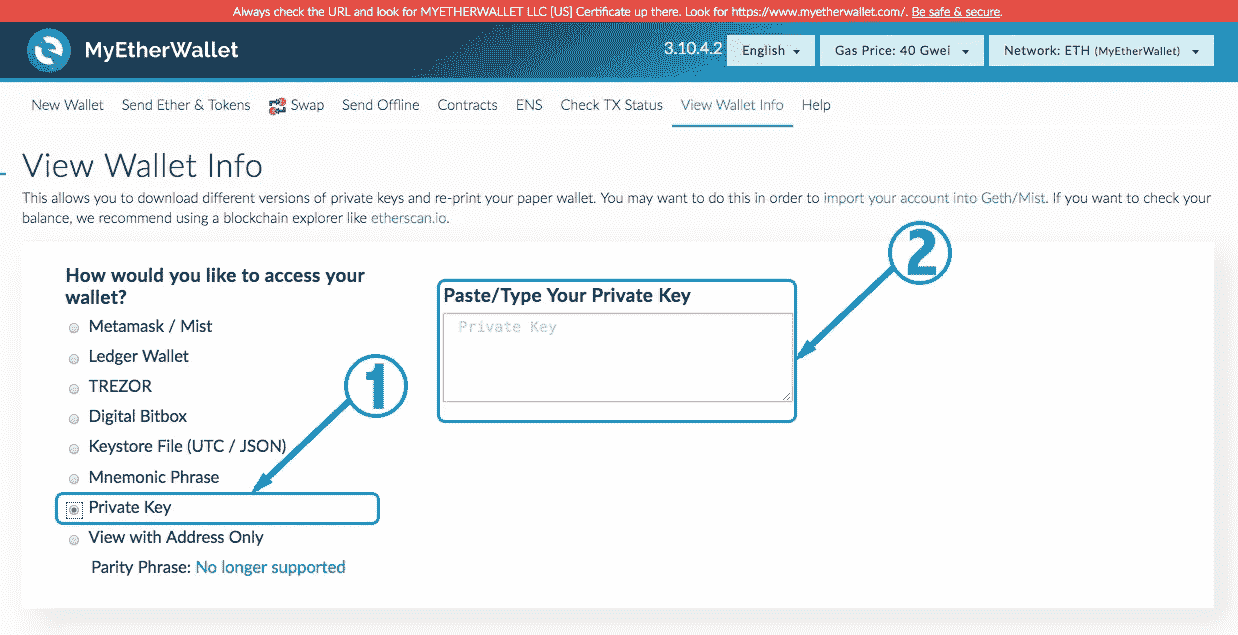 Always check the URL and look for MYETHERWALLET LLC [US] Certificate up there. Look for https://www.myetherwallet.com/. Be safe & secure.
MyEtherWallet
3.10.4.2 English Gas Price: 40 Gwei Network: ETH (MyEtherWallet)
New Wallet Send Ether & Tokens Swap Send Offline Contracts ENS Check TX Status View Wallet Info Help
View Wallet Info
This allows you to download different versions of private keys and re-print your paper wallet. You may want to do this in order to import your account into Geth/Mist. If you want to check your
balance, we recommend using a blockchain explorer like etherscan.io.
How would you like to access your
wallet?
Metamask / Mist
Ledger Wallet
TREZOR
Digital Bitbox
Keystore File (UTC / JSON)
Mnemonic Phrase
Private Key
View with Address Only
Parity Phrase: No longer supported
1
Paste/Type Your Private Key
Private Key
2